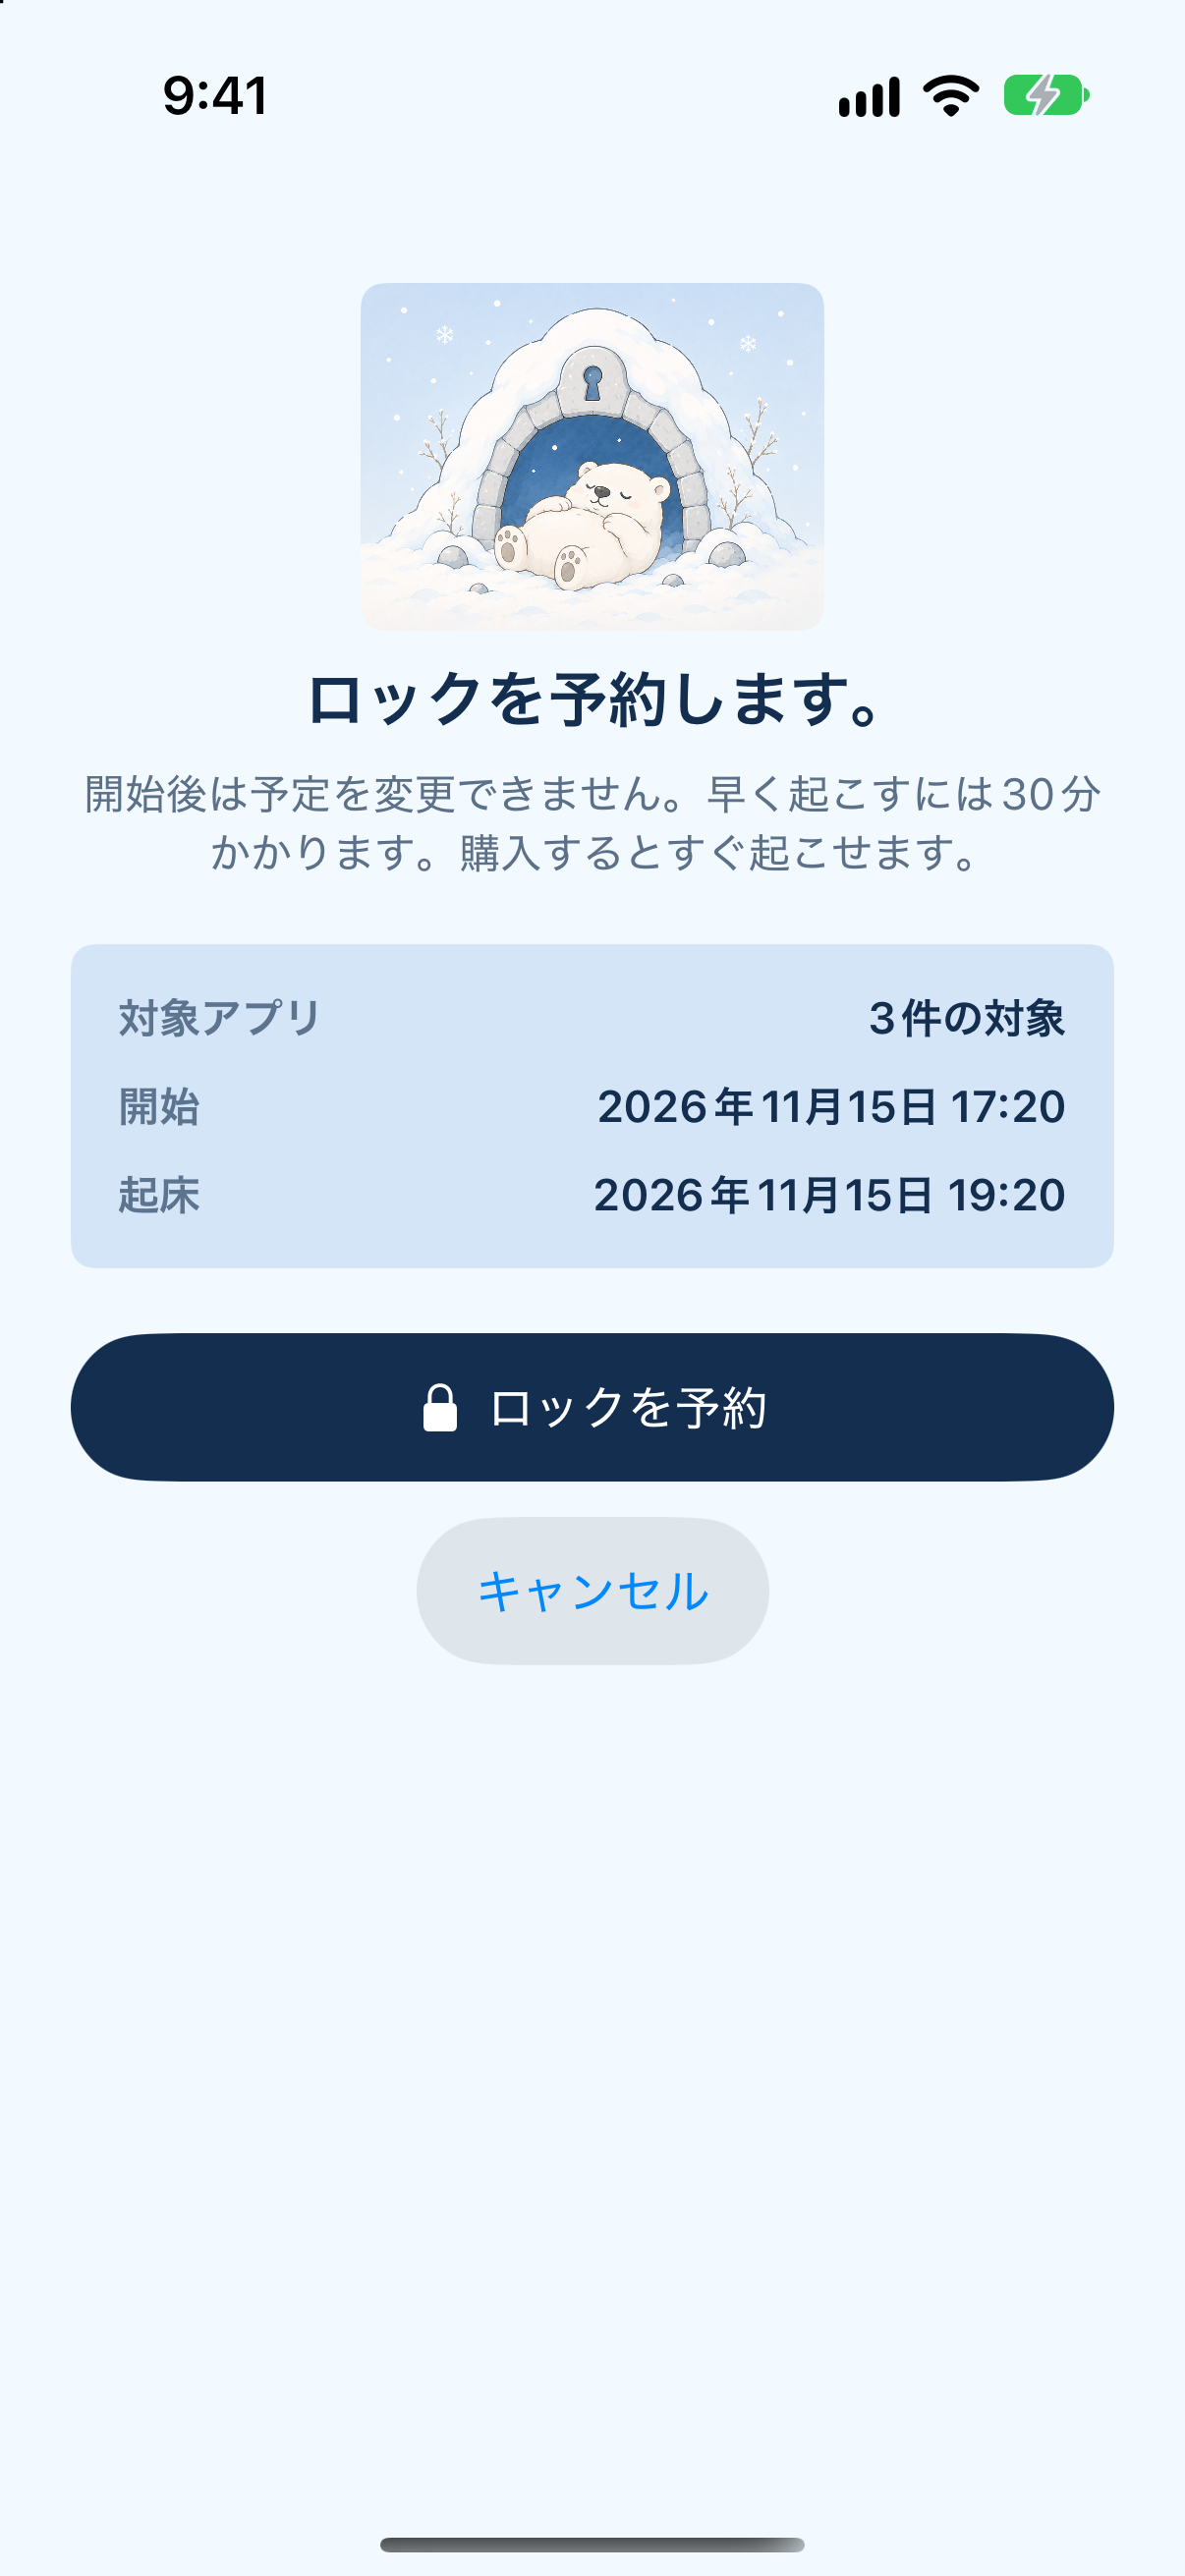 9:41
ロックを予約します。
開始後は予定を変更できません。早く起こすには30分
かかります。購入するとすぐ起こせます。
対象アプリ 3件の対象
開始 2026年11月15日 17:20
起床 2026年11月15日 19:20
ロックを予約
キャンセル